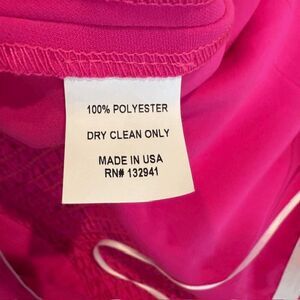 100% POLYESTER
DRY CLEAN ONLY
MADE IN USA
RN# 132941